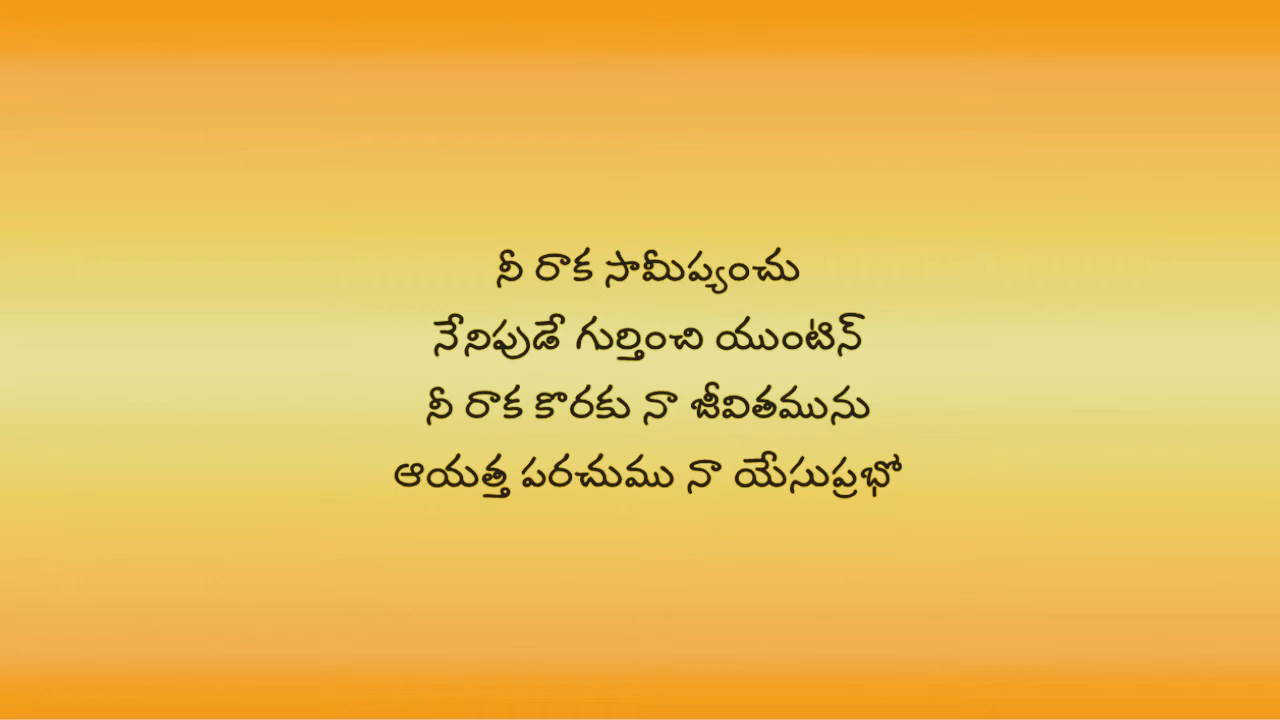 నీ రాక సామీప్యంచు
నేనిపుడే గుర్తించి యుంటిన్
నీ రాక కొరకు నా జీవితమును
ఆయత్త పరచుము నా యేసుప్రభో